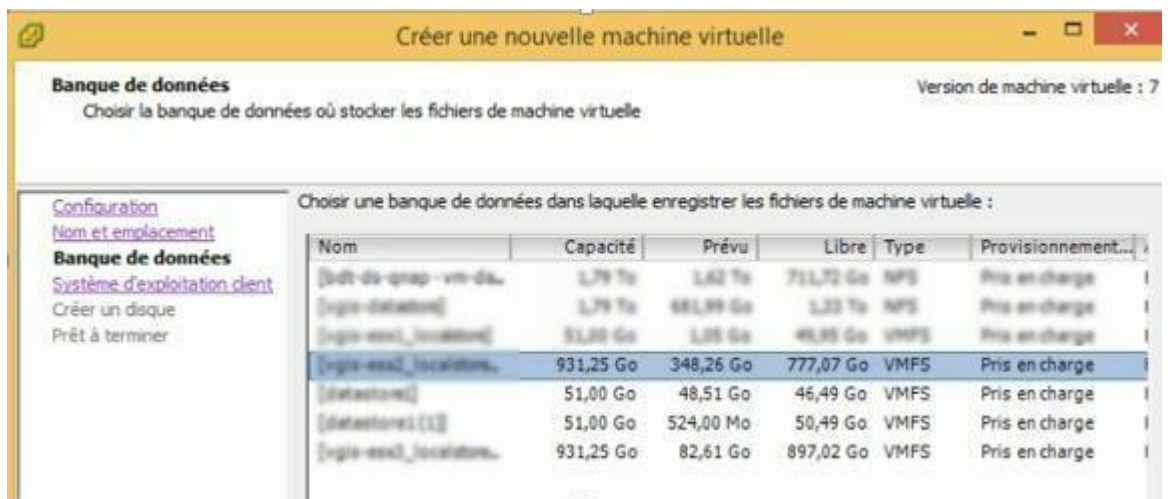 Créer une nouvelle machine virtuelle
Banque de données
Version de machine virtuelle : 7
Choisir la banque de données où stocker les fichiers de machine virtuelle
Configuration
Nom et emplacement
Banque de données
Système d'exploitation client
Créer un disque
Prêt à terminer
Choisir une banque de données dans laquelle enregistrer les fichiers de machine virtuelle :
Nom Capacité Prévu Libre Type Provisionnement...
931,25 Go 348,26 Go 777,07 Go VMFS Pris en charge
51,00 Go 48,51 Go 46,49 Go VMFS Pris en charge
51,00 Go 524,00 Mo 50,49 Go VMFS Pris en charge
931,25 Go 82,61 Go 897,02 Go VMFS Pris en charge